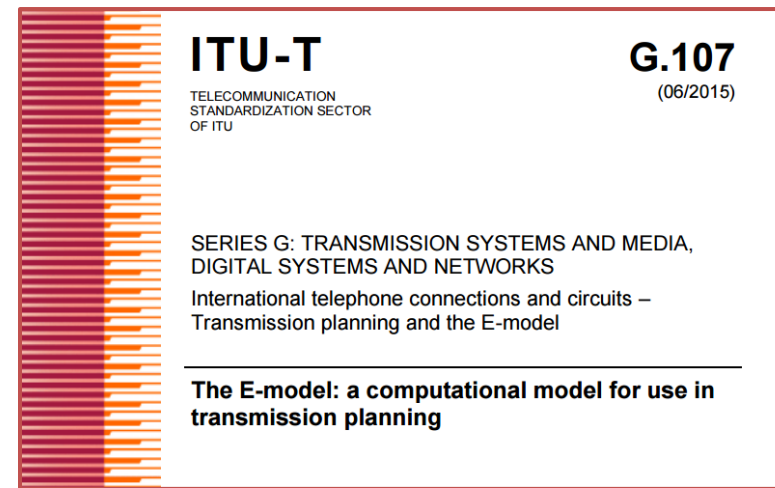 ITU-T
G.107
TELECOMMUNICATION
STANDARDIZATION SECTOR
OF ITU
(06/2015)
SERIES G: TRANSMISSION SYSTEMS AND MEDIA,
DIGITAL SYSTEMS AND NETWORKS
International telephone connections and circuits –
Transmission planning and the E-model
The E-model: a computational model for use in
transmission planning